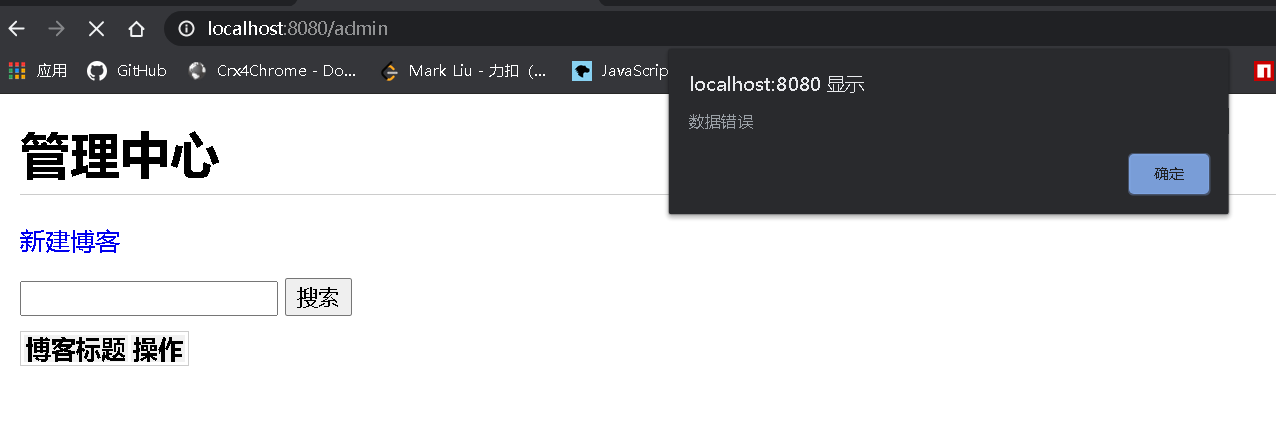 localhost:8080/admin
应用 GitHub Crx4Chrome - Do... Mark Liu - 力扣（... JavaScrip
localhost:8080 显示
数据错误
确定
管理中心
新建博客
搜索
博客标题 操作